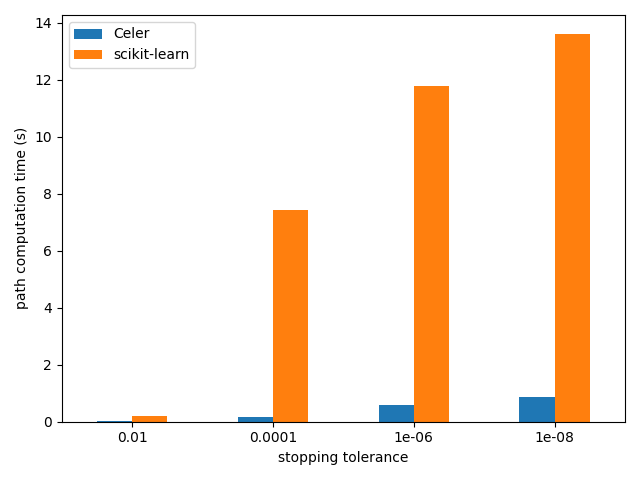 14
12
10
8
6
4
2
0
path computation time (s)
Celer
scikit-learn
0.01
0.0001
1e-06
1e-08
stopping tolerance